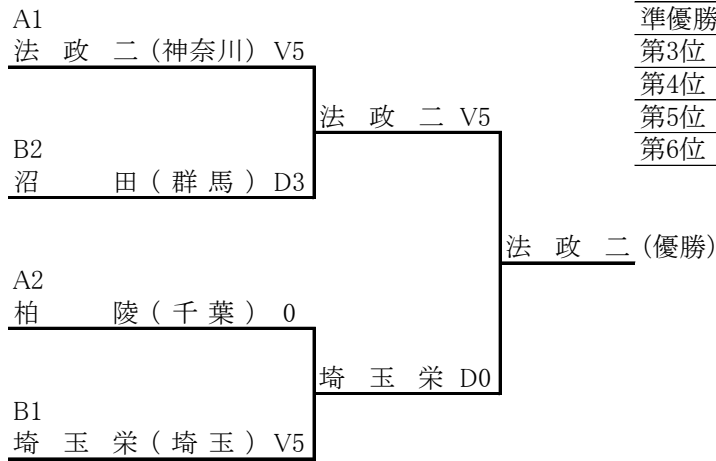 A1
法 政 二 (神奈川) V5
準優勝
第3位
第4位
第5位
第6位
法 政 二 V5
B2
沼 田 ( 群 馬 ) D3
法 政 二 (優勝)
A2
柏 陵 ( 千 葉 ) 0
埼 玉 栄 D0
B1
埼 玉 栄 ( 埼 玉 ) V5